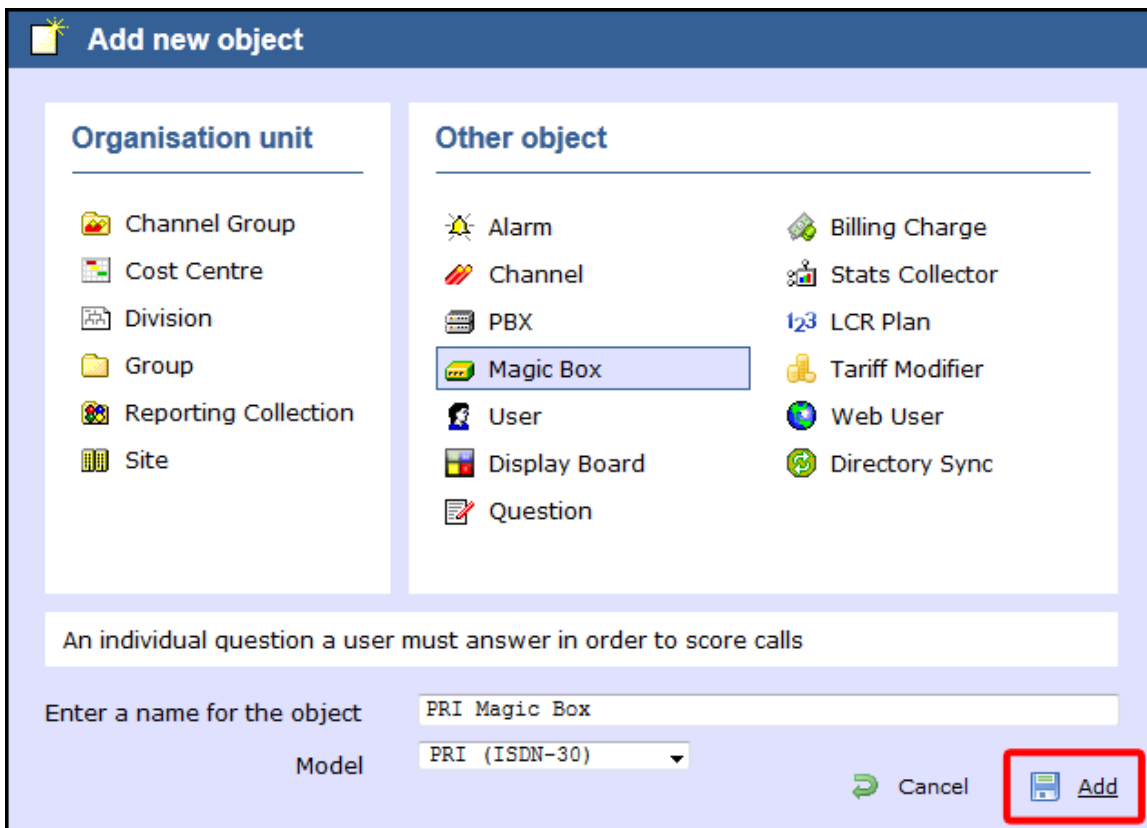 Add new object
Organisation unit
Channel Group
Cost Centre
Division
Group
Reporting Collection
Site
Other object
Alarm
Channel
PBX
Magic Box
User
Display Board
Question
Billing Charge
Stats Collector
123 LCR Plan
Tariff Modifier
Web User
Directory Sync
An individual question a user must answer in order to score calls
Enter a name for the object PRI Magic Box
Model PRI (ISDN-30)
Cancel Add